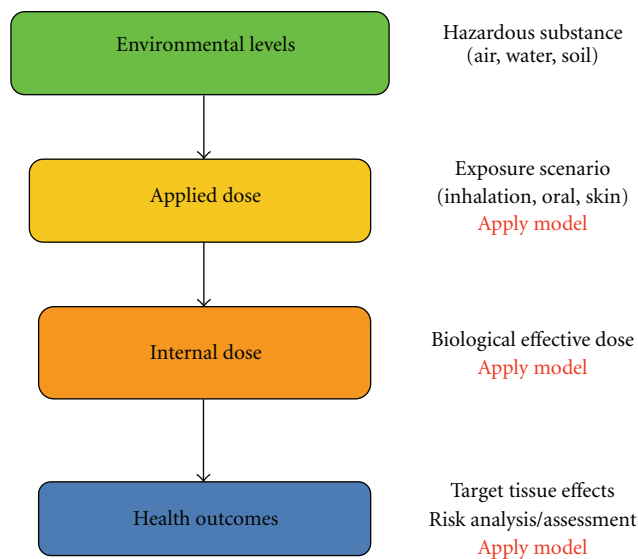 Environmental levels
Hazardous substance
(air, water, soil)
Applied dose
Exposure scenario
(inhalation, oral, skin)
Apply model
Internal dose
Biological effective dose
Apply model
Health outcomes
Target tissue effects
Risk analysis/assessment
Apply model